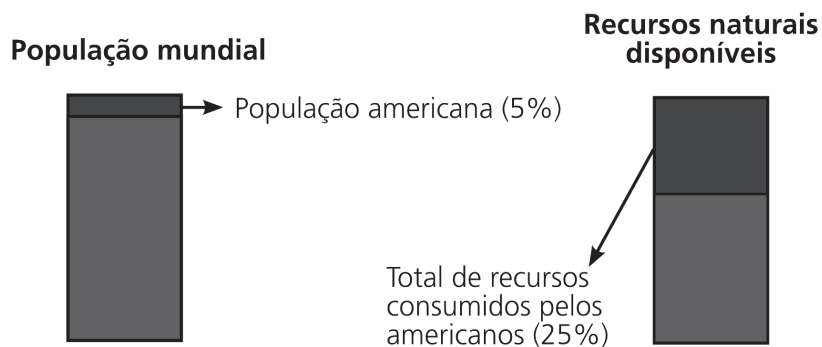 População mundial
População americana (5%)
Recursos naturais
disponíveis
Total de recursos
consumidos pelos
americanos (25%)